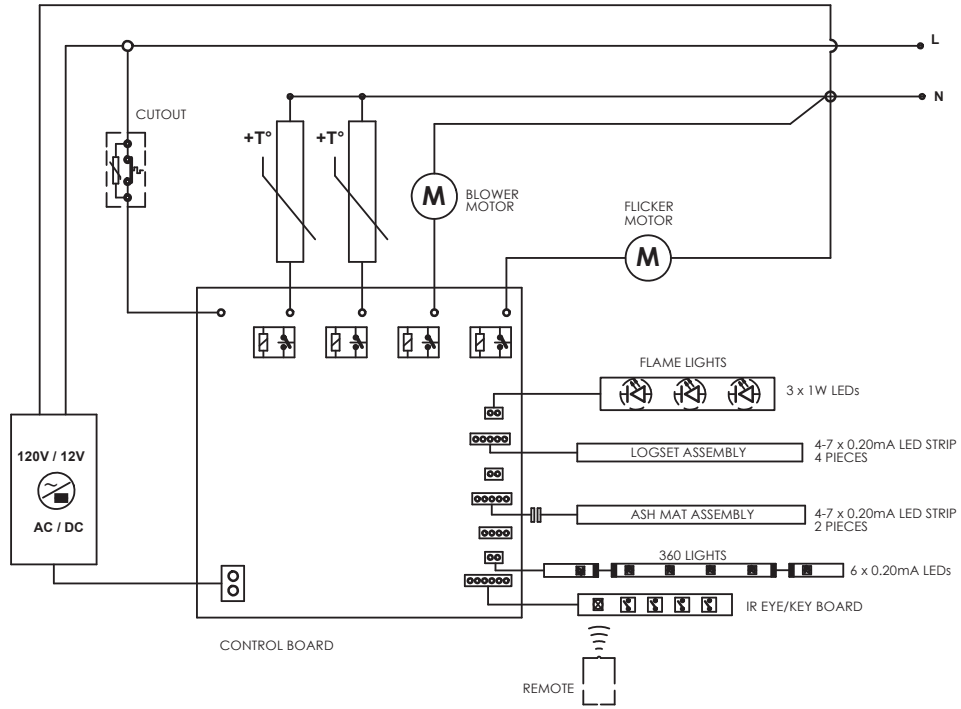 L
N
CUTOUT
+T°
+T°
M
BLOWER
MOTOR
FLICKER
MOTOR
M
FLAME LIGHTS
3 x 1W LEDs
120V / 12V
AC / DC
LOGSET ASSEMBLY
4-7 x 0.20mA LED STRIP
4 PIECES
ASH MAT ASSEMBLY
4-7 x 0.20mA LED STRIP
2 PIECES
360 LIGHTS
6 x 0.20mA LEDs
IR EYE/KEY BOARD
CONTROL BOARD
REMOTE